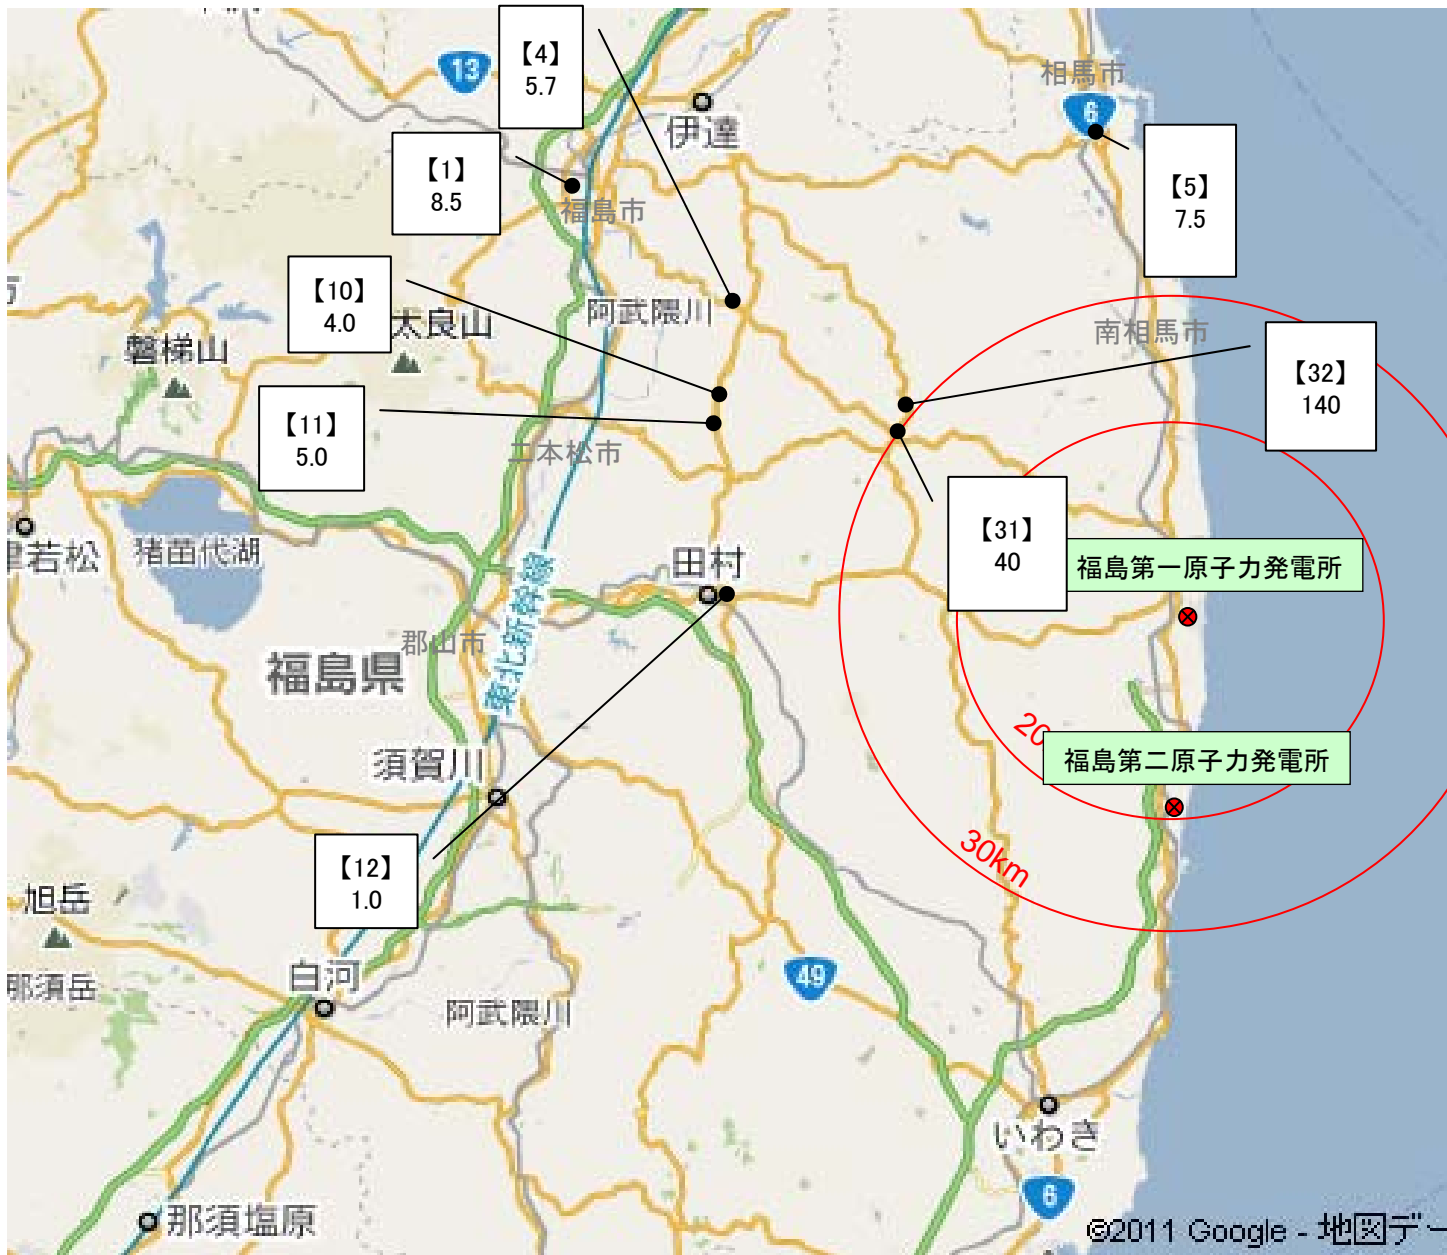 13
【4】
5.7
相馬市
6
伊達
【1】
8.5
【5】
7.5
福島市
【10】
4.0
阿武隈川
太良山
南相馬市
磐梯山
【32】
140
【11】
5.0
二本松市
【31】
40
津若松
猪苗代湖
田村
福島第一原子力発電所
東北新幹線
郡山市
福島県
20
福島第二原子力発電所
須賀川
30km
【12】
1.0
旭岳
49
白河
那須岳
阿武隈川
いわき
6
那須塩原
©2011 Google - 地図デー